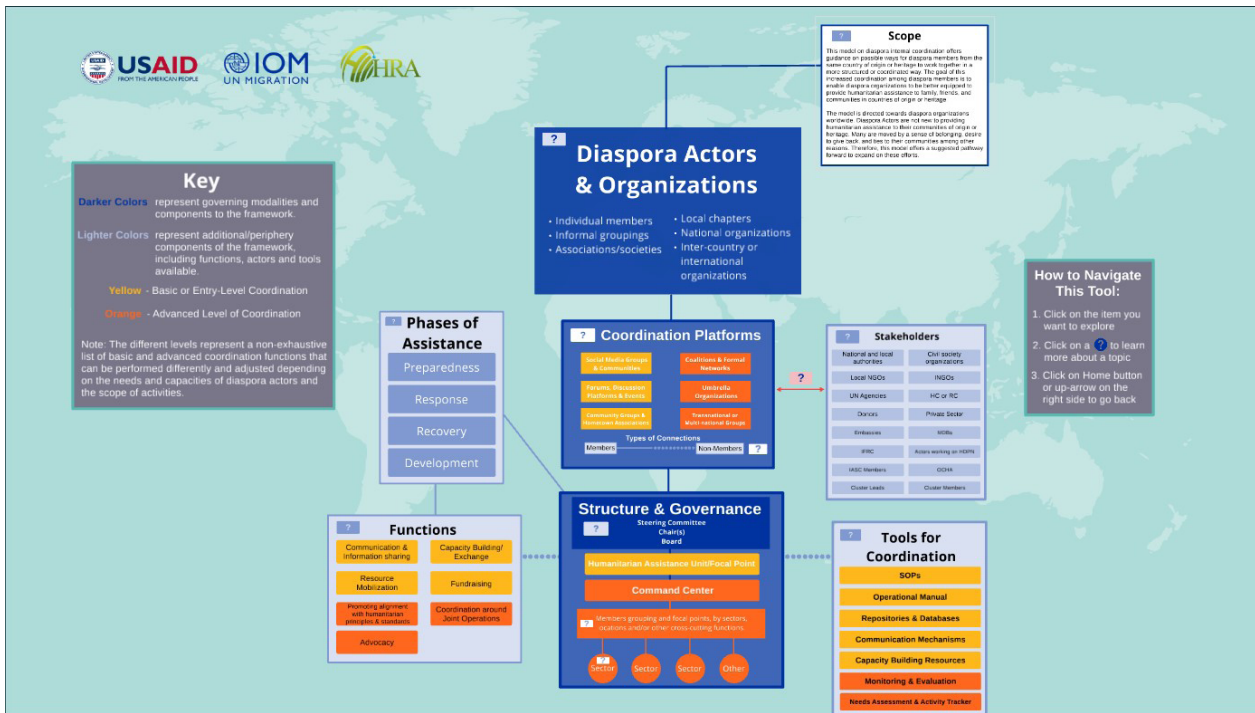 USAID
FROM THE AMERICAN PEOPLE
IOM
UN MIGRATION
HRA
?
Scope
This model on diaspora internal coordination offers
guidance on possible ways for diaspora members from the
same country of origin or heritage to work together in a
more structured or coordinated way. The goal of this
increased coordination among diaspora members is to
enable diaspora organizations to be better equipped to
provide humanitarian assistance to family, friends, and
communities in countries of origin or heritage
The model is directed towards diaspora organizations
worldwide. Diaspora Actors are not new to providing
humanitarian assistance to their communities of origin or
heritage. Many are moved by a sense of belonging, desire
to give back, and ties to their communities among other
reasons. Therefore, this model offers a suggested pathway
forward to expand on these efforts.
?
Diaspora Actors
& Organizations
• Individual members
• Informal groupings
• Associations/societies
• Local chapters
• National organizations
• Inter-country or
international
organizations
Key
Darker Colors represent governing modalities and
components to the framework.
Lighter Colors represent additional/periphery
components of the framework,
including functions, actors and tools
available.
Yellow - Basic or Entry-Level Coordination
Orange - Advanced Level of Coordination
Note: The different levels represent a non-exhaustive
list of basic and advanced coordination functions that
can be performed differently and adjusted depending
on the needs and capacities of diaspora actors and
the scope of activities.
How to Navigate
This Tool:
1. Click on the item you
want to explore
2. Click on a ? to learn
more about a topic
3. Click on Home button
or up-arrow on the
right side to go back
?
Phases of
Assistance
Preparedness
Response
Recovery
Development
?
Coordination Platforms
Social Media Groups
& Communities
Coalitions & Formal
Networks
Forums, Discussion
Platforms & Events
Umbrella
Organizations
Community Groups &
Hometown Associations
Transnational or
Multi-national Groups
Types of Connections
Members
Non-Members
?
?
?
Stakeholders
National and local
authorities
Civil society
organizations
Local NGOs
INGOs
UN Agencies
HC or RC
Donors
Private Sector
Embassies
IFRC
Actors working on HDPN
IASC Members
OCHA
Cluster Leads
Cluster Members
?
Functions
Communication &
Information sharing
Capacity Building/
Exchange
Resource
Mobilization
Fundraising
Promoting alignment
with humanitarian
principles & standards
Coordination around
Joint Operations
Advocacy
Structure & Governance
?
Steering Committee
Chair(s)
Board
Humanitarian Assistance Unit/Focal Point
Command Center
?
Members grouping and focal points, by sectors,
locations and/or other cross-cutting functions
?
Sector
Sector
Sector
Other
?
Tools for
Coordination
SOPs
Operational Manual
Repositories & Databases
Communication Mechanisms
Capacity Building Resources
Monitoring & Evaluation
Needs Assessment & Activity Tracker